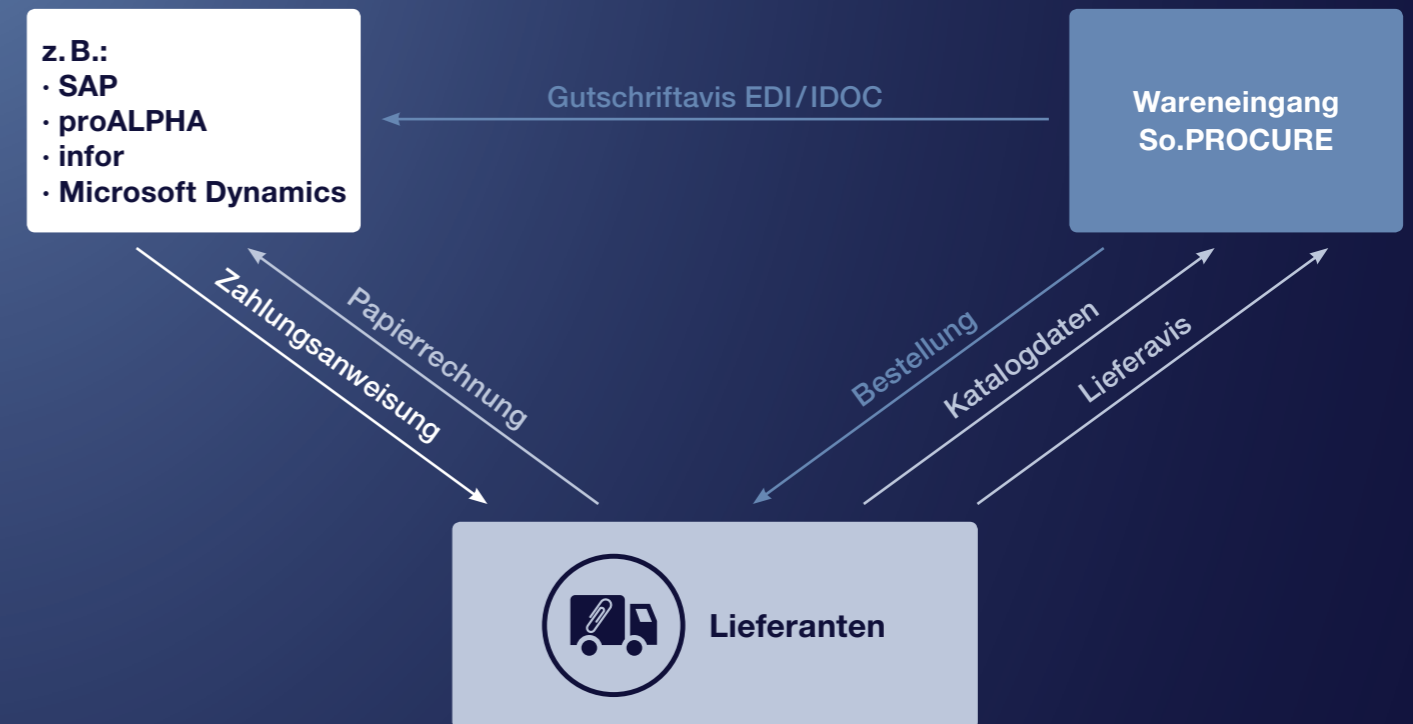 z. B.:
· SAP
· proALPHA
· infor
· Microsoft Dynamics
Gutschriftavis EDI/IDOC
Wareneingang
So.PROCURE
Zahlungsanweisung
Papierrechnung
Bestellung
Katalogdaten
Lieferavis
Lieferanten